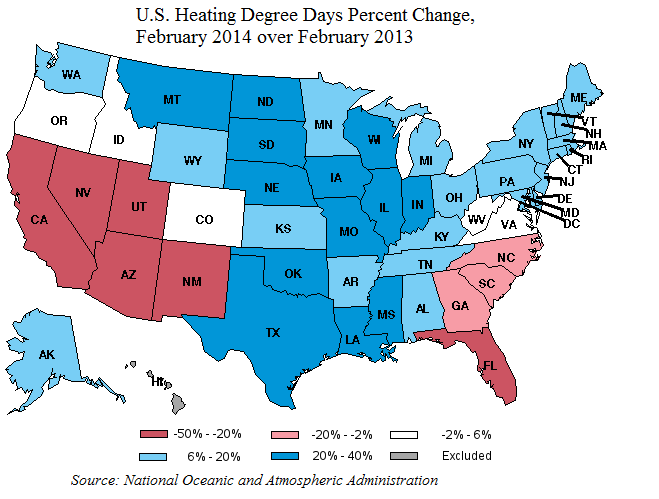 U.S. Heating Degree Days Percent Change,
February 2014 over February 2013
WA
MT
ND
MN
ME
OR
ID
SD
WI
VT
NH
MA
RI
CT
NJ
WY
MI
NY
NE
IA
PA
NV
UT
IL
IN
OH
DE
MD
DC
CA
CO
KS
MO
WV
VA
KY
AZ
NM
OK
AR
TN
NC
SC
TX
LA
MS
AL
GA
FL
AK
HI
-50% - -20% -20% - -2% -2% - 6%
6% - 20% 20% - 40% Excluded
Source: National Oceanic and Atmospheric Administration